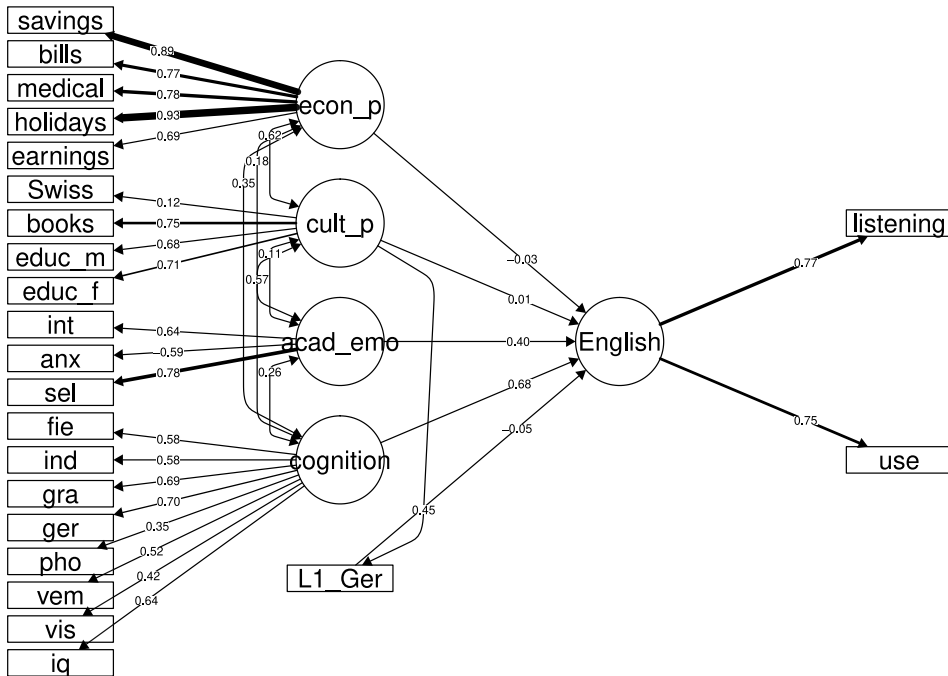 savings
bills
medical
holidays
earnings
Swiss
books
educ_m
educ_f
int
anx
sel
fie
ind
gra
ger
pho
vem
vis
iq
0.89
0.77
0.78
0.93
0.69
0.12
0.75
0.68
0.71
0.64
−0.59
0.78
0.58
0.58
0.69
0.70
0.35
0.52
0.42
0.64
econ_p
cult_p
acad_emo
cognition
0.62
0.18
0.35
0.11
0.57
0.26
−0.03
0.01
0.40
0.68
−0.05
0.45
L1_Ger
English
0.77
0.75
listening
use